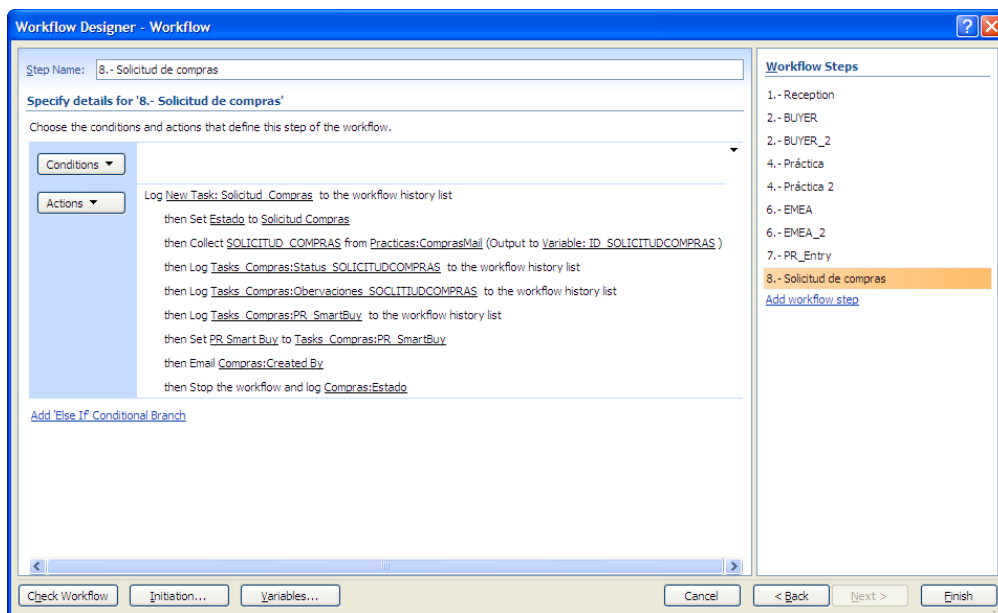 Workflow Designer - Workflow
Step Name: 8.- Solicitud de compras
Specify details for '8.- Solicitud de compras'
Choose the conditions and actions that define this step of the workflow.
Conditions
Actions
Log New Task: Solicitud_Compras to the workflow history list
then Set Estado to Solicitud Compras
then Collect SOLICITUD_COMPRAS from Practicas:ComprasMail (Output to Variable: ID_SOLICITUDCOMPRAS )
then Log Tasks_Compras:Status_SOLICITUDCOMPRAS to the workflow history list
then Log Tasks_Compras:Obervaciones_SOCLITIUDCOMPRAS to the workflow history list
then Log Tasks_Compras:PR_SmartBuy to the workflow history list
then Set PR Smart Buy to Tasks_Compras:PR_SmartBuy
then Email Compras:Created By
then Stop the workflow and log Compras:Estado
Add 'Else If' Conditional Branch
Workflow Steps
1.- Reception
2.- BUYER
2.- BUYER_2
4.- Práctica
4.- Práctica 2
6.- EMEA
6.- EMEA_2
7.- PR_Entry
8.- Solicitud de compras
Add workflow step
Check Workflow
Initiation...
Variables...
Cancel
< Back
Next >
Finish